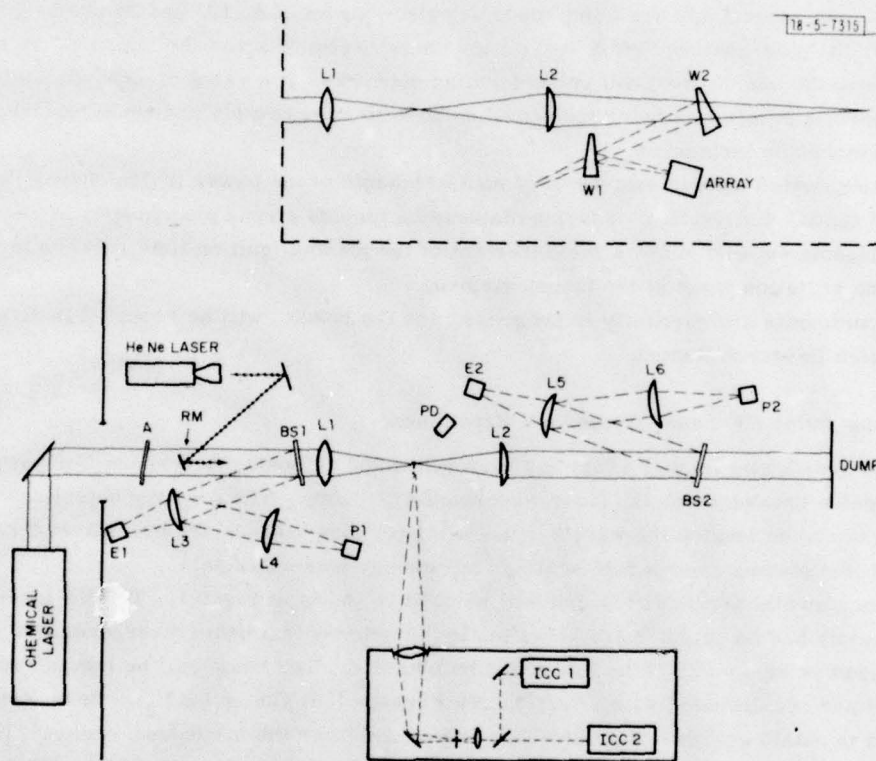 18-5-7315
L1
L2
W2
W1
ARRAY
He Ne LASER
RM
A
BS1
L1
PD
E2
L5
L6
P2
L2
BS2
DUMP
E1
L3
L4
P1
CHEMICAL
LASER
ICC 1
ICC 2